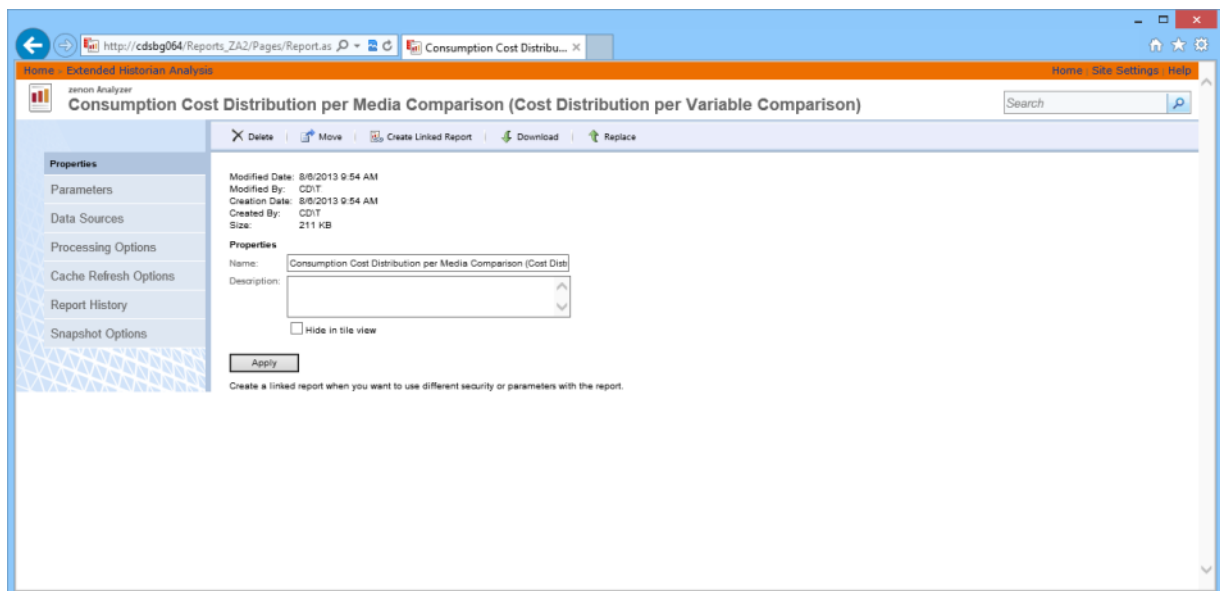 http://cdsbg064/Reports_ZA2/Pages/Report.as
Consumption Cost Distribu...
Home > Extended Historian Analysis
Home | Site Settings | Help
zenon Analyzer
Consumption Cost Distribution per Media Comparison (Cost Distribution per Variable Comparison)
Search
Delete | Move | Create Linked Report | Download | Replace
Properties
Parameters
Data Sources
Processing Options
Cache Refresh Options
Report History
Snapshot Options
Modified Date: 8/6/2013 9:54 AM
Modified By: CD\T
Creation Date: 8/6/2013 9:54 AM
Created By: CD\T
Size: 211 KB
Properties
Name: Consumption Cost Distribution per Media Comparison (Cost Distri
Description:
Hide in tile view
Apply
Create a linked report when you want to use different security or parameters with the report.